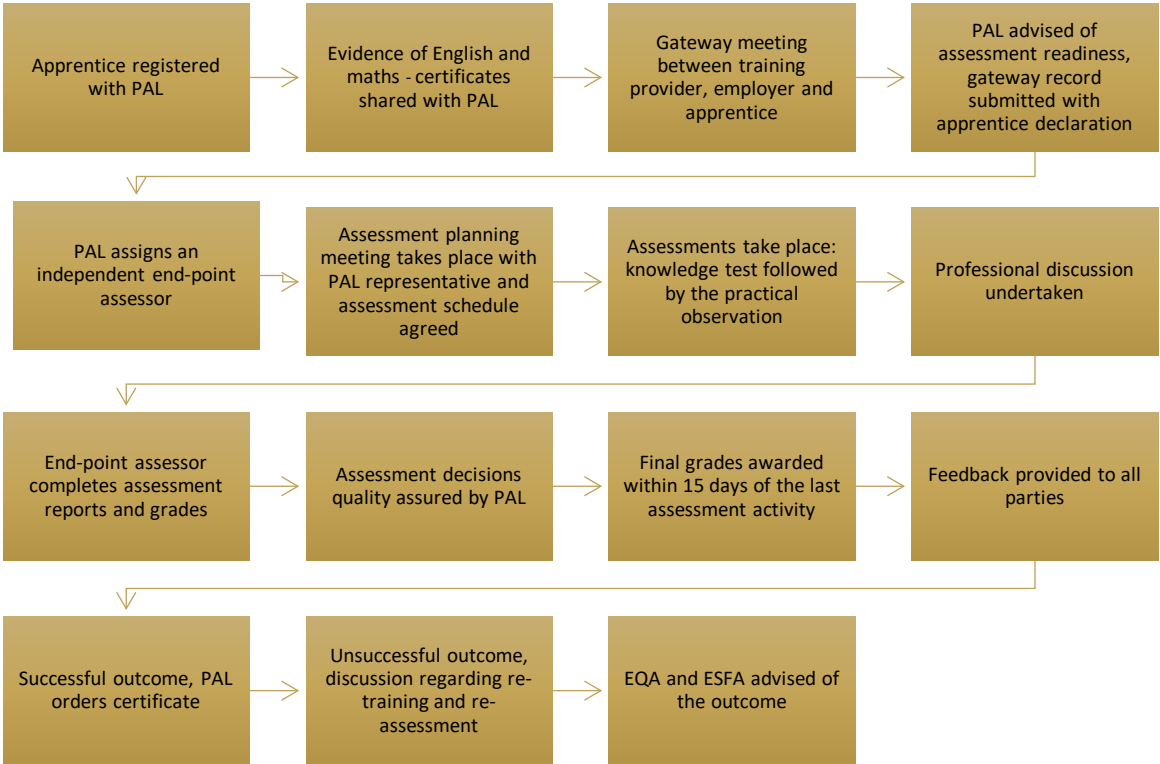 Apprentice registered
with PAL
Evidence of English and
maths - certificates
shared with PAL
Gateway meeting
between training
provider, employer and
apprentice
PAL advised of
assessment readiness,
gateway record
submitted with
apprentice declaration
PAL assigns an
independent end-point
assessor
Assessment planning
meeting takes place with
PAL representative and
assessment schedule
agreed
Assessments take place:
knowledge test followed
by the practical
observation
Professional discussion
undertaken
End-point assessor
completes assessment
reports and grades
Assessment decisions
quality assured by PAL
Final grades awarded
within 15 days of the last
assessment activity
Feedback provided to all
parties
Successful outcome, PAL
orders certificate
Unsuccessful outcome,
discussion regarding re-
training and re-
assessment
EQA and ESFA advised of
the outcome